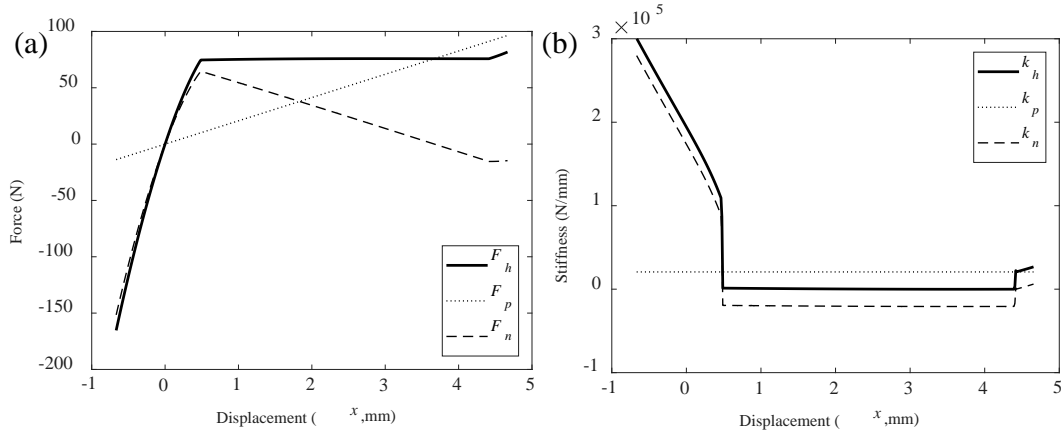 (a)
100
50
0
-50
-100
-150
-200
Force (N)
-1 0 1 2 3 4 5
Displacement ( x ,mm)
F h
F p
F n
(b)
× 10 5
3
2
1
0
-1
Stiffness (N/mm)
-1 0 1 2 3 4 5
Displacement ( x ,mm)
k h
k p
k n